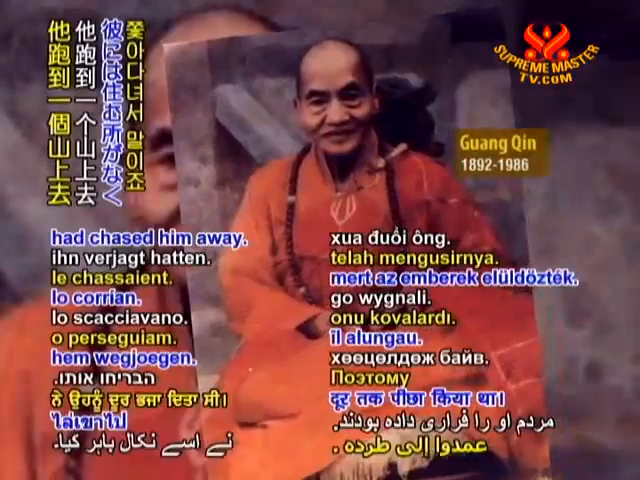 SUPREME MASTER
TV.COM
Guang Qin
1892-1986
쫓아다녀서 말이죠
彼には住む所がなく
他跑到一个山上去
他跑到一個山上去
had chased him away.
ihn verjagt hatten.
le chassaient.
lo corrían.
lo scacciavano.
o perseguiam.
hem wegjoegen.
הבריחו אותו.
ਨੇ ਉਹਨੂੰ ਦੂਰ ਭਜਾ ਦਿਤਾ ਸੀ।
ไล่เขาไป
نے اسے نکال باہر کیا۔
xua đuổi ông.
telah mengusirnya.
mert az emberek elüldözték.
go wygnali.
onu kovalardı.
îl alungau.
хөөцөлдөж байв.
Поэтому
दूर तक पीछा किया था।
مردم او را فراری داده بودند.
عمدوا إلى طرده .